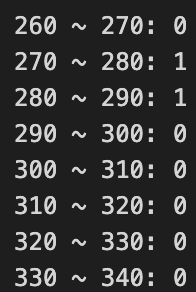 260 ~ 270: 0
270 ~ 280: 1
280 ~ 290: 1
290 ~ 300: 0
300 ~ 310: 0
310 ~ 320: 0
320 ~ 330: 0
330 ~ 340: 0